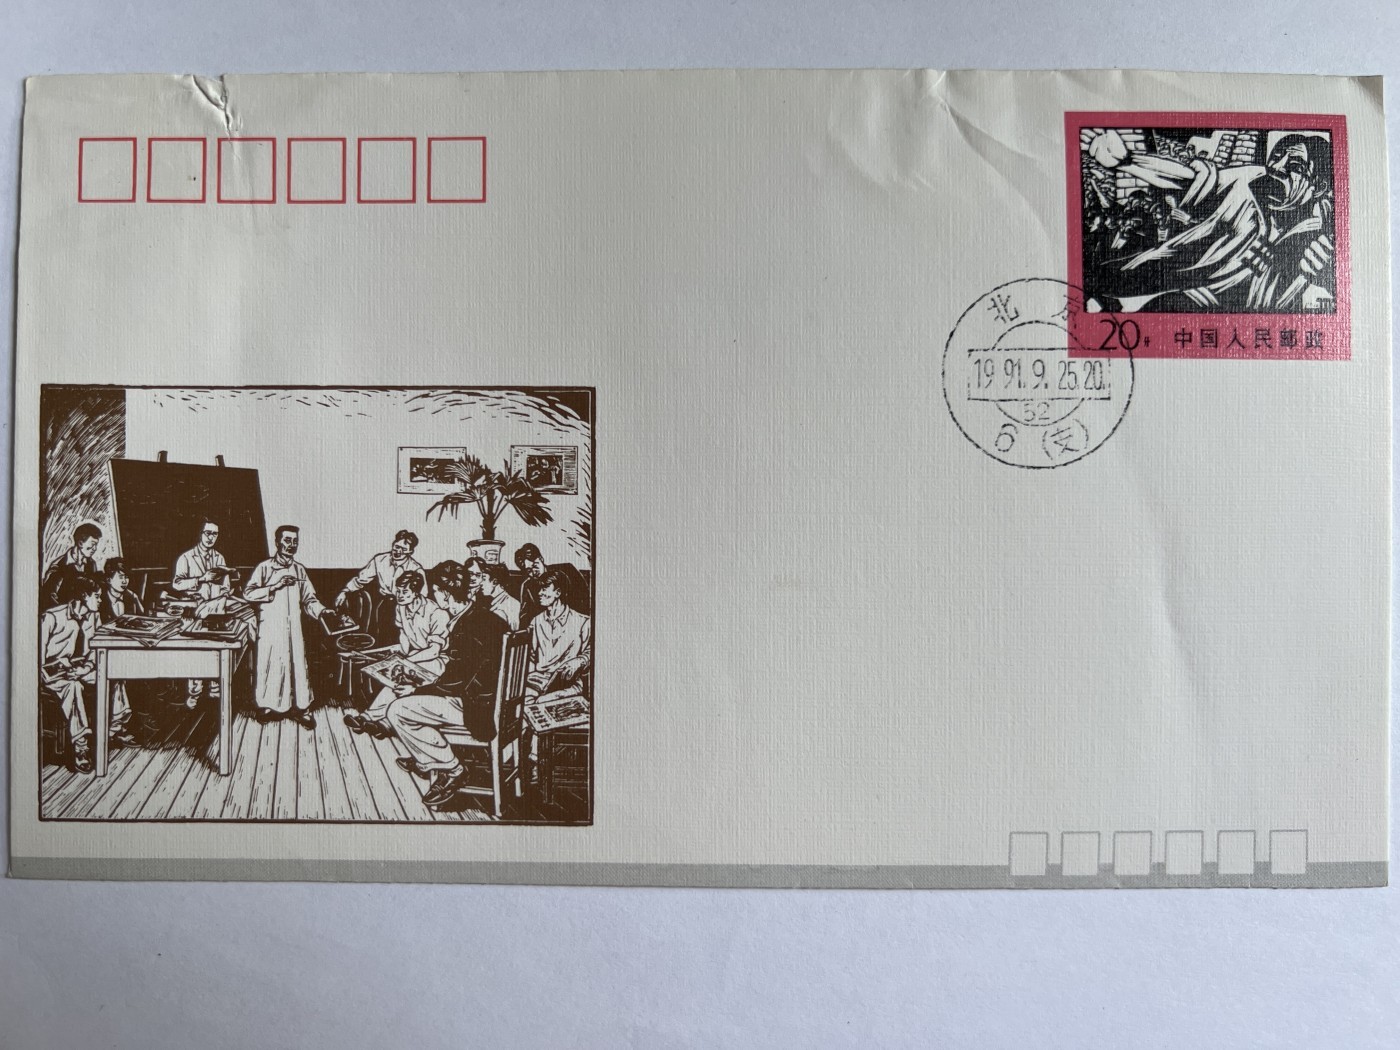 20分 中国人民邮政
北京
1991.9.25.20.
52
6(支)